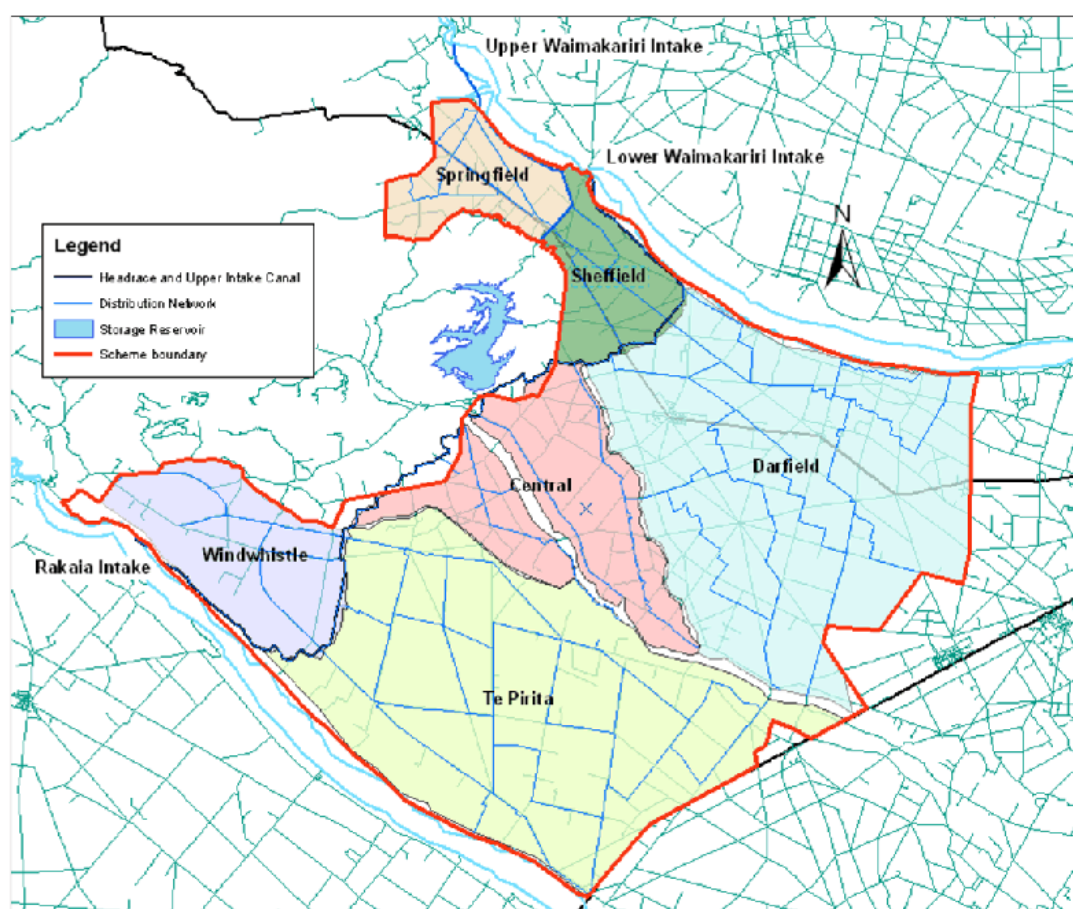 Upper Waimakariri Intake
Lower Waimakariri Intake
Springfield
N
Legend
Headrace and Upper Intake Canal
Distribution Network
Storage Reservoir
Scheme boundary
Sheffield
Darfield
Central
Windwhistle
Rakaia Intake
Te Pirita